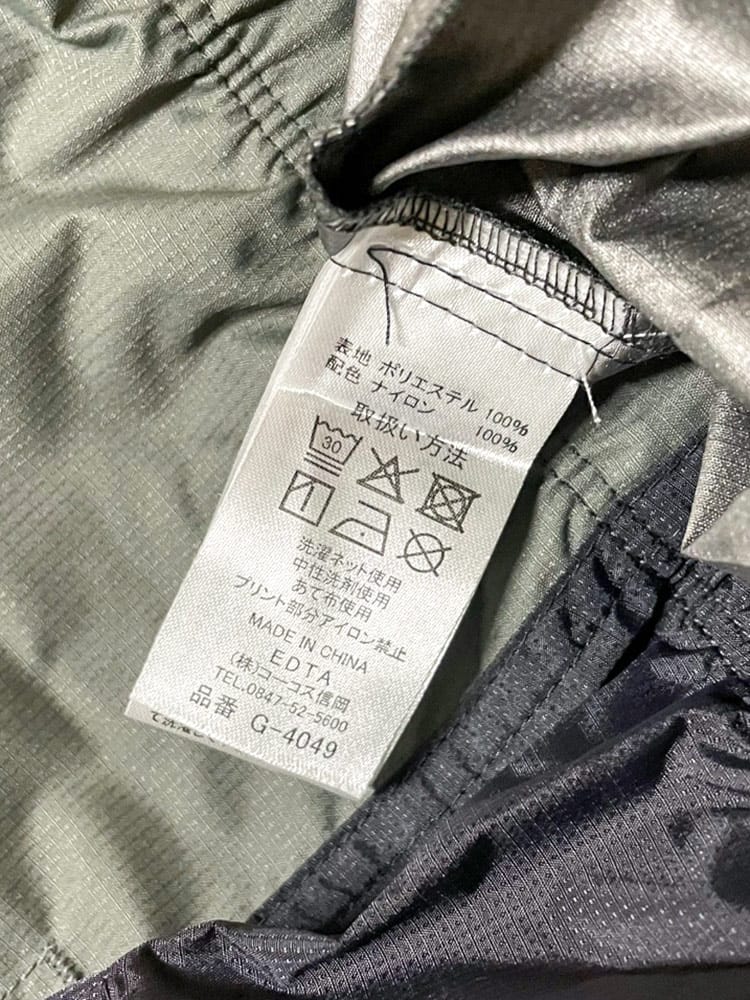 表地 ポリエステル 100%
配色 ナイロン 100%
取扱い方法
30
洗濯ネット使用
中性洗剤使用
あて布使用
プリント部分アイロン禁止
MADE IN CHINA
EDTA
(株)コーコス信岡
TEL.0847-52-5600
品番 G-4049